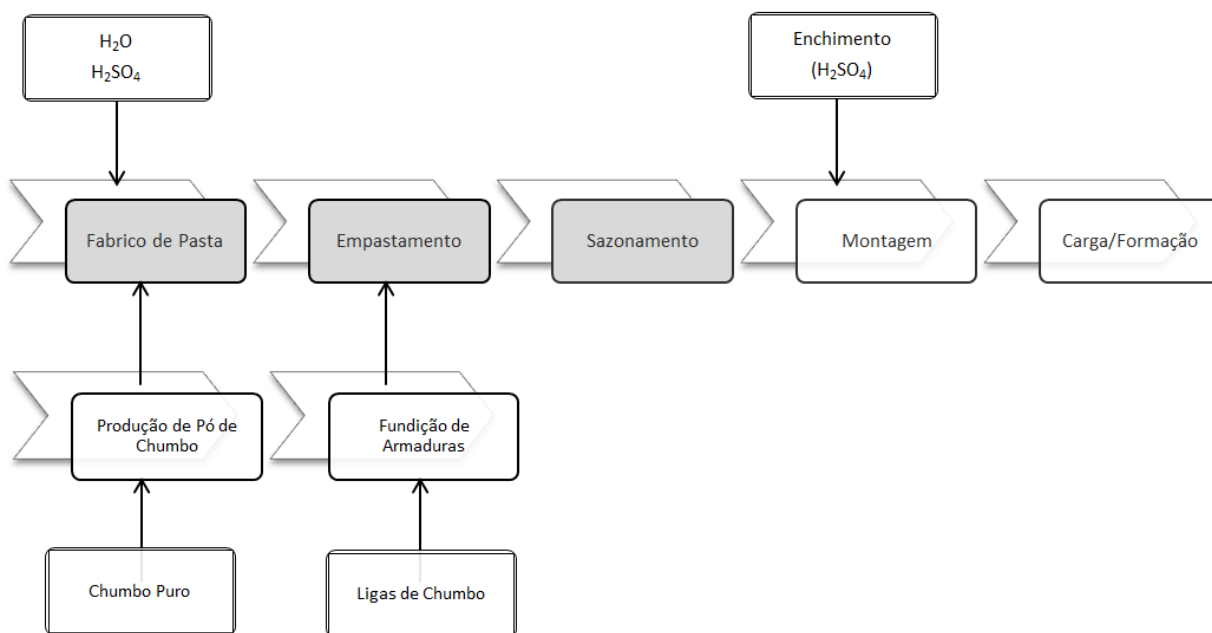 H₂O
H₂SO₄
Enchimento
(H₂SO₄)
Fabrico de Pasta
Empastamento
Sazonamento
Montagem
Carga/Formação
Produção de Pó de
Chumbo
Fundição de
Armaduras
Chumbo Puro
Ligas de Chumbo